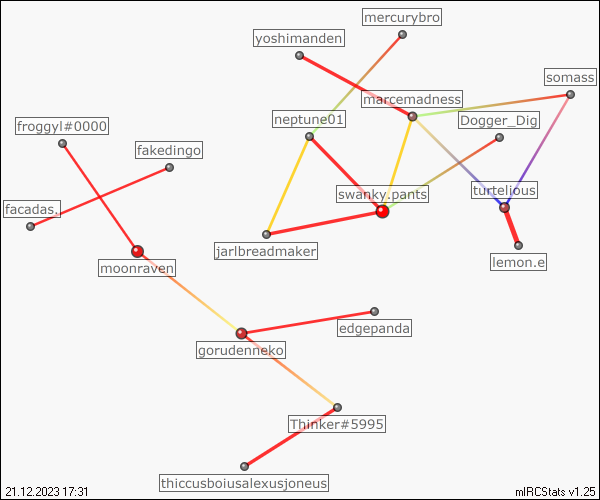 mercurybro
yoshimanden
somass
marcemadness
neptune01
Dogger_Dig
froggyl#0000
fakedingo
swanky.pants
turtelious
facadas.
jarlbreadmaker
lemon.e
moonraven
edgepanda
gorudenneko
Thinker#5995
thiccusboiusalexusjoneus
21.12.2023 17:31
mIRCStats v1.25